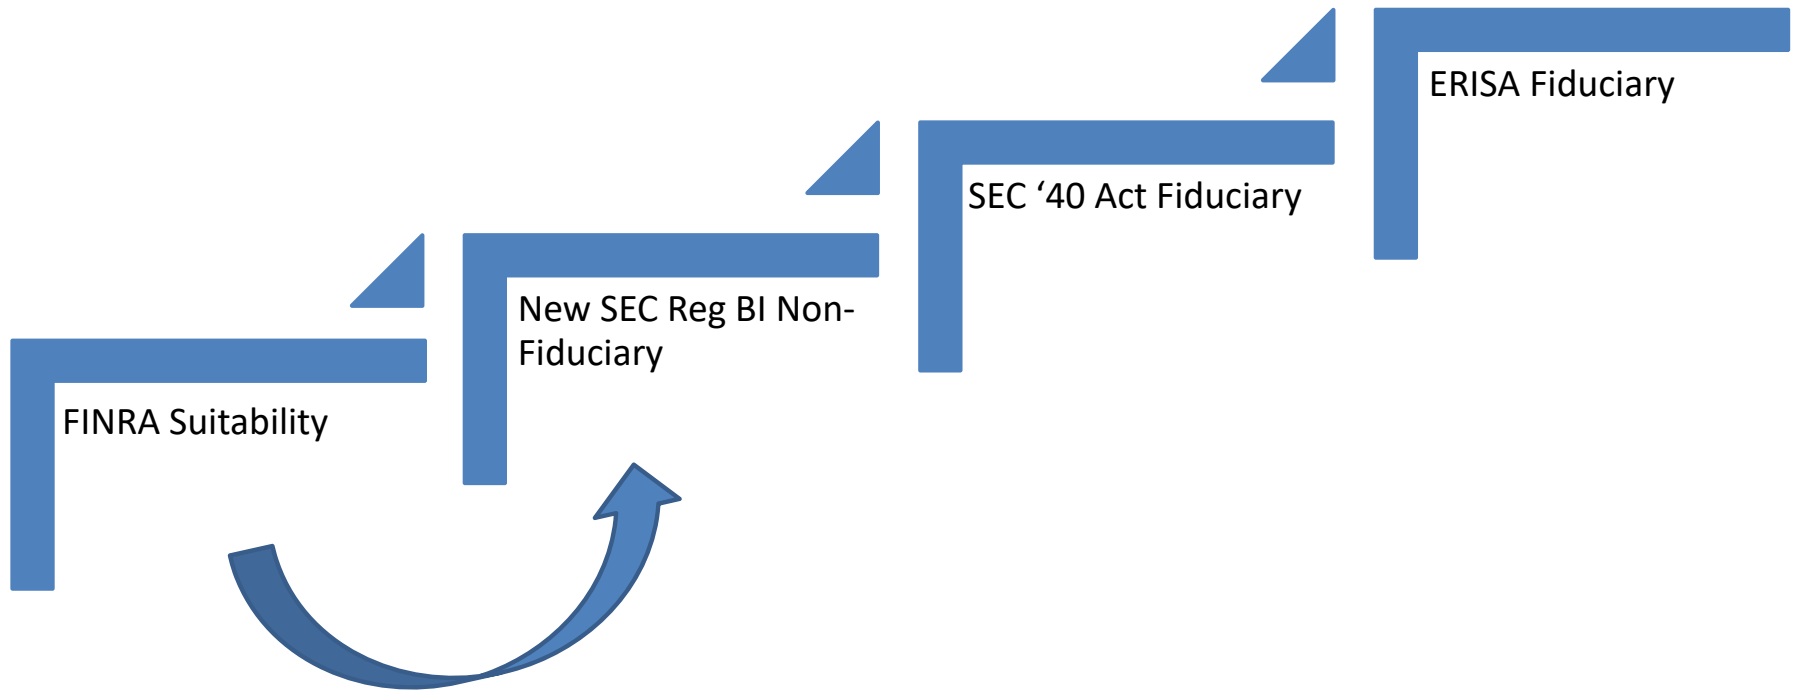 ERISA Fiduciary
SEC ‘40 Act Fiduciary
New SEC Reg BI Non-
Fiduciary
FINRA Suitability